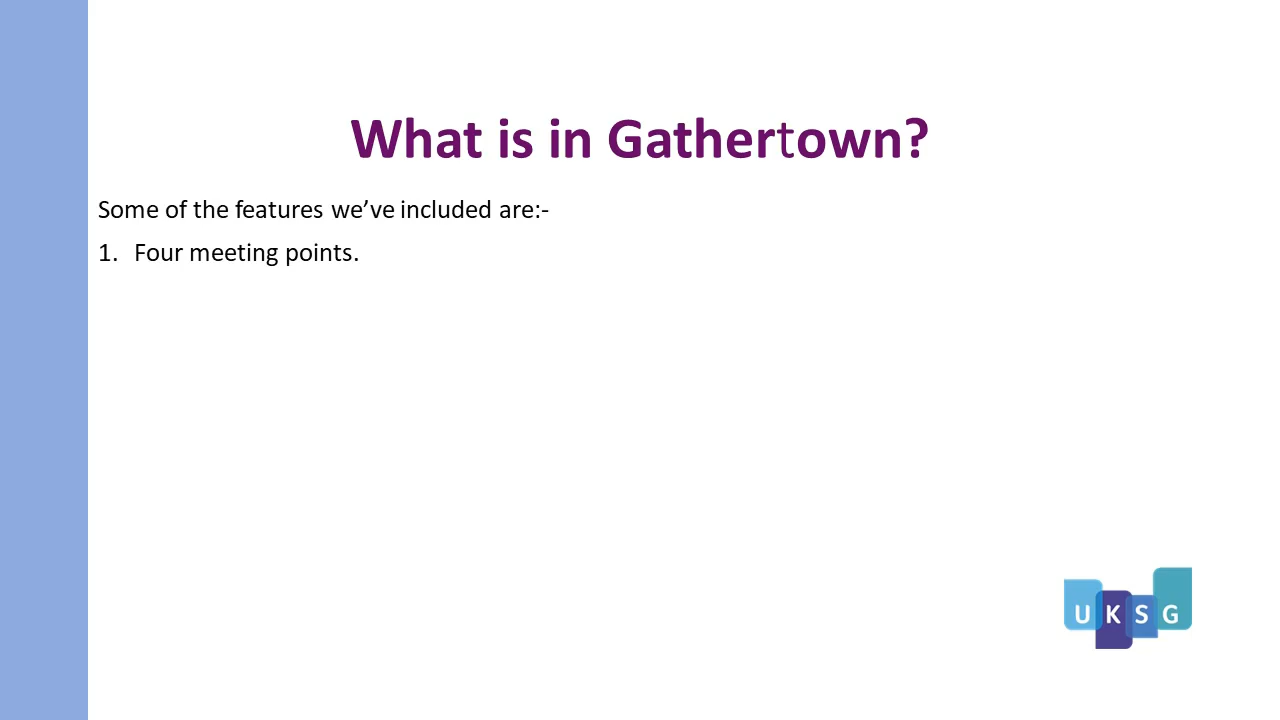 What is in Gathertown?
Some of the features we’ve included are:-
1. Four meeting points.
UKSG